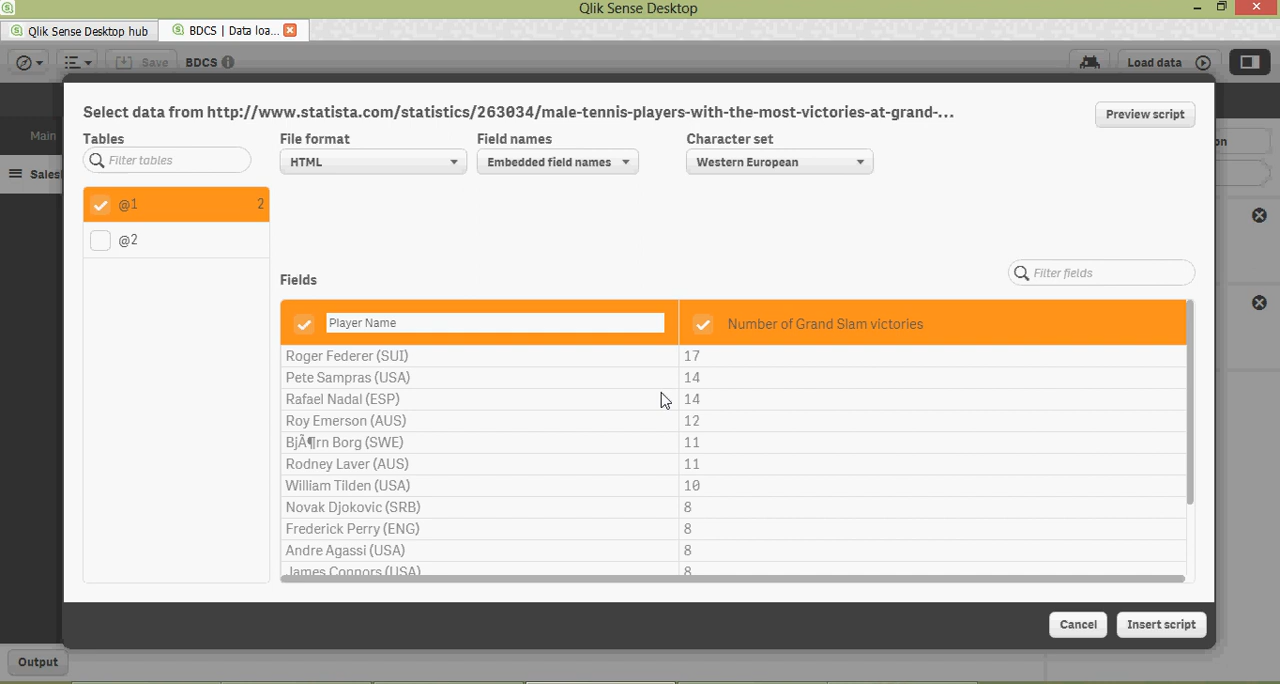 Qlik Sense Desktop
Qlik Sense Desktop hub
BDCS | Data loa...
Save
BDCS
Load data
Select data from http://www.statista.com/statistics/263034/male-tennis-players-with-the-most-victories-at-grand-...
Preview script
Tables
File format
Field names
Character set
Filter tables
HTML
Embedded field names
Western European
Main
on
Sales
@1 2
@2
Fields
Filter fields
Player Name
Number of Grand Slam victories
Roger Federer (SUI) 17
Pete Sampras (USA) 14
Rafael Nadal (ESP) 14
Roy Emerson (AUS) 12
BjÃ¶rn Borg (SWE) 11
Rodney Laver (AUS) 11
William Tilden (USA) 10
Novak Djokovic (SRB) 8
Frederick Perry (ENG) 8
Andre Agassi (USA) 8
James Connors (USA) 8
Cancel
Insert script
Output